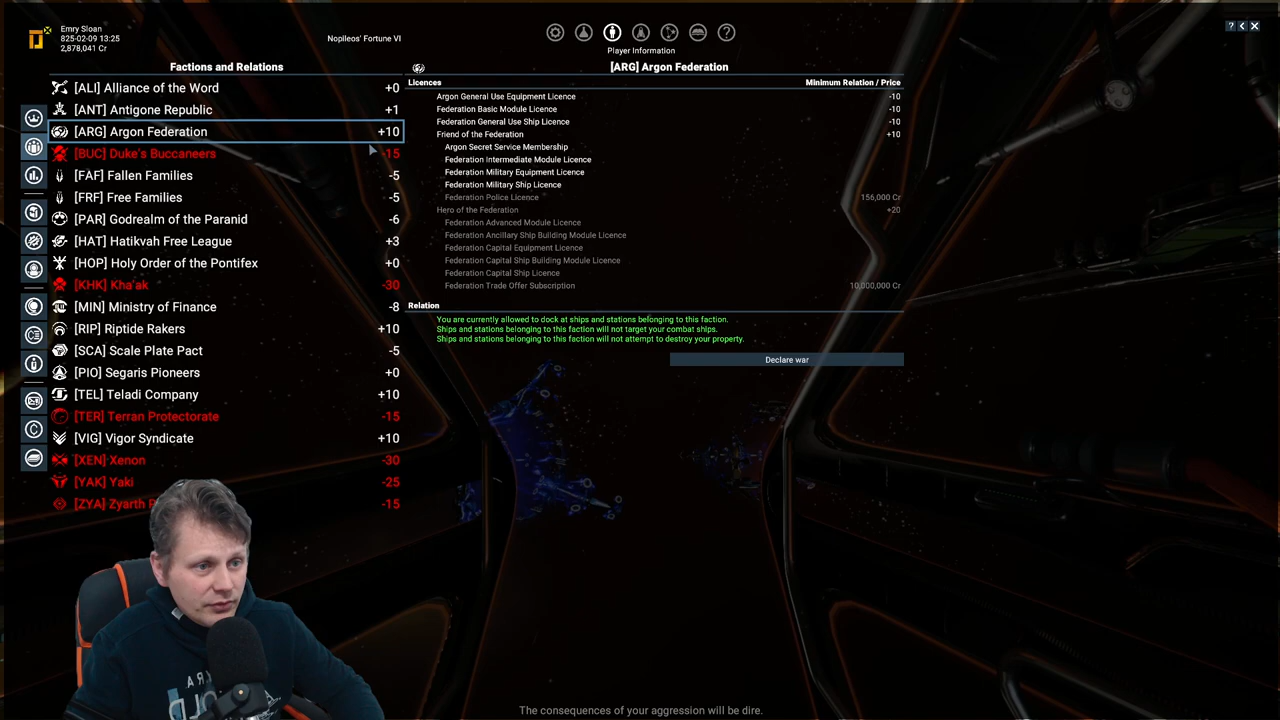 Emry Sloan
825-02-09 13:25
2,878,041 Cr
Nopileos' Fortune VI
?
Player Information
? < X
Factions and Relations
[ALI] Alliance of the Word +0
[ANT] Antigone Republic +1
[ARG] Argon Federation +10
[BUC] Duke's Buccaneers -15
[FAF] Fallen Families -5
[FRF] Free Families -5
[PAR] Godrealm of the Paranid -6
[HAT] Hatikvah Free League +3
[HOP] Holy Order of the Pontifex +0
[KHK] Kha'ak -30
[MIN] Ministry of Finance -8
[RIP] Riptide Rakers +10
[SCA] Scale Plate Pact -5
[PIO] Segaris Pioneers +0
[TEL] Teladi Company +10
[TER] Terran Protectorate -15
[VIG] Vigor Syndicate +10
[XEN] Xenon -30
[YAK] Yaki -25
[ZYA] Zyarth -15
[ARG] Argon Federation
Licences Minimum Relation / Price
Argon General Use Equipment Licence -10
Federation Basic Module Licence -10
Federation General Use Ship Licence -10
Friend of the Federation +10
Argon Secret Service Membership
Federation Intermediate Module Licence
Federation Military Equipment Licence
Federation Military Ship Licence
Federation Police Licence 156,000 Cr
Hero of the Federation +20
Federation Advanced Module Licence
Federation Ancillary Ship Building Module Licence
Federation Capital Equipment Licence
Federation Capital Ship Building Module Licence
Federation Capital Ship Licence
Federation Trade Offer Subscription 10,000,000 Cr
Relation
You are currently allowed to dock at ships and stations belonging to this faction.
Ships and stations belonging to this faction will not target your combat ships.
Ships and stations belonging to this faction will not attempt to destroy your property.
Declare war
The consequences of your aggression will be dire.